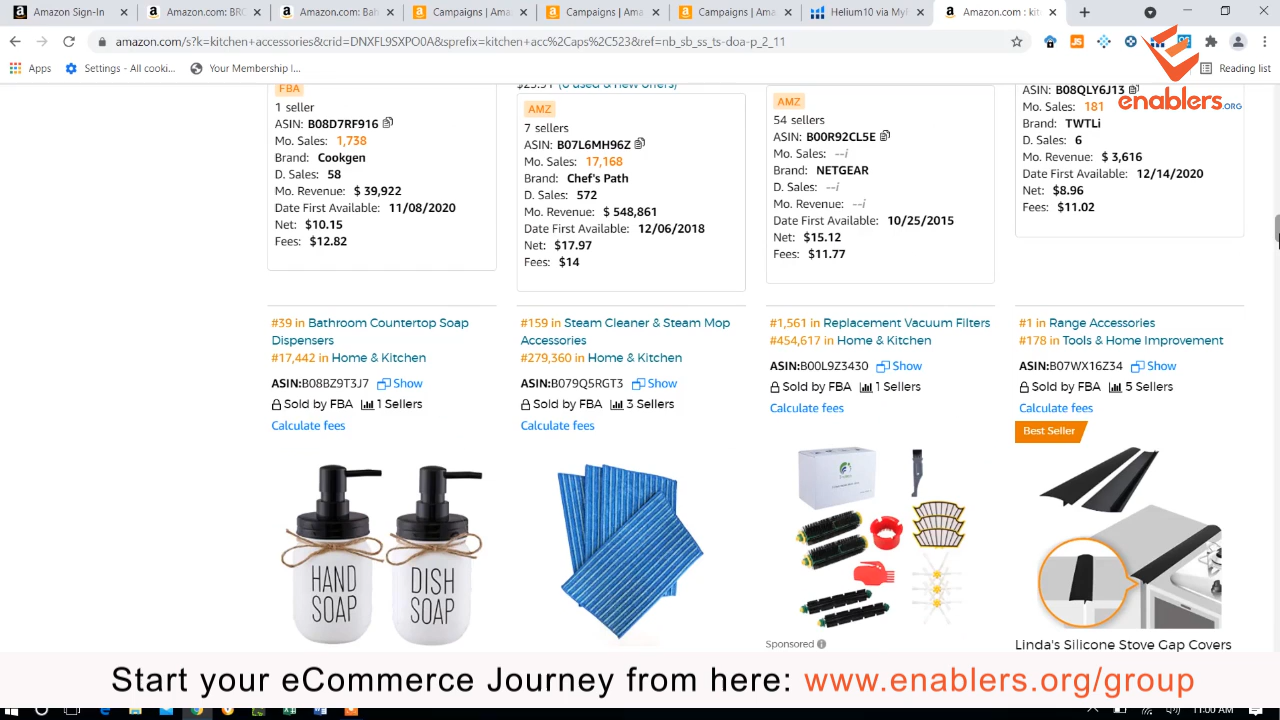 Amazon Sign-In
Amazon.com: BRO
Amazon.com: Bah
Campaigns | Ama
Campaigns | Ama
Campaigns | Ama
Helium10 via MyI
Amazon.com : kit
amazon.com/s?k=kitchen+accessories&crid=DNXFL9SXPO0A&sprefix=kitchen+acc%2Caps%2C523&ref=nb_sb_ss_ts-doa-p_2_11
Apps
Settings - All cooki...
Your Membership I...
Reading list
enablers.ORG
FBA
1 seller
ASIN: B08D7RF916
Mo. Sales: 1,738
Brand: Cookgen
D. Sales: 58
Mo. Revenue: $ 39,922
Date First Available: 11/08/2020
Net: $10.15
Fees: $12.82
AMZ
7 sellers
ASIN: B07L6MH96Z
Mo. Sales: 17,168
Brand: Chef's Path
D. Sales: 572
Mo. Revenue: $ 548,861
Date First Available: 12/06/2018
Net: $17.97
Fees: $14
AMZ
54 sellers
ASIN: B00R92CL5E
Mo. Sales: --i
Brand: NETGEAR
D. Sales: --i
Mo. Revenue: --i
Date First Available: 10/25/2015
Net: $15.12
Fees: $11.77
ASIN: B08QLY6J13
Mo. Sales: 181
Brand: TWTLi
D. Sales: 6
Mo. Revenue: $ 3,616
Date First Available: 12/14/2020
Net: $8.96
Fees: $11.02
#39 in Bathroom Countertop Soap
Dispensers
#17,442 in Home & Kitchen
ASIN:B08BZ9T3J7 Show
Sold by FBA 1 Sellers
Calculate fees
HAND
SOAP
DISH
SOAP
#159 in Steam Cleaner & Steam Mop
Accessories
#279,360 in Home & Kitchen
ASIN:B079Q5RGT3 Show
Sold by FBA 3 Sellers
Calculate fees
#1,561 in Replacement Vacuum Filters
#454,617 in Home & Kitchen
ASIN:B00L9Z3430 Show
Sold by FBA 1 Sellers
Calculate fees
Sponsored
#1 in Range Accessories
#178 in Tools & Home Improvement
ASIN:B07WX16Z34 Show
Sold by FBA 5 Sellers
Calculate fees
Best Seller
Linda's Silicone Stove Gap Covers
Start your eCommerce Journey from here: www.enablers.org/group
11:00 AM